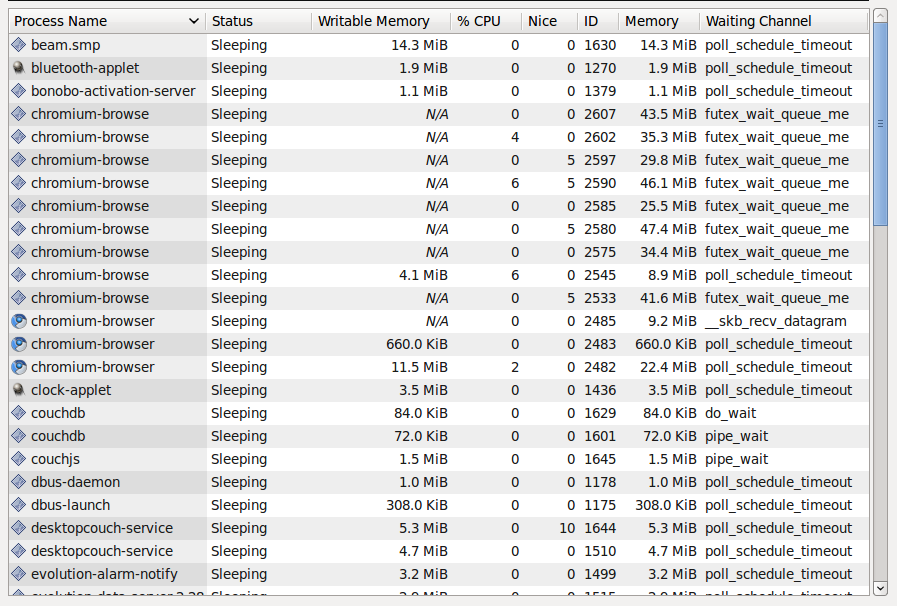 Process Name Status Writable Memory % CPU Nice ID Memory Waiting Channel
beam.smp Sleeping 14.3 MiB 0 0 1630 14.3 MiB poll_schedule_timeout
bluetooth-applet Sleeping 1.9 MiB 0 0 1270 1.9 MiB poll_schedule_timeout
bonobo-activation-server Sleeping 1.1 MiB 0 0 1379 1.1 MiB poll_schedule_timeout
chromium-browse Sleeping N/A 0 0 2607 43.5 MiB futex_wait_queue_me
chromium-browse Sleeping N/A 4 0 2602 35.3 MiB futex_wait_queue_me
chromium-browse Sleeping N/A 0 5 2597 29.8 MiB futex_wait_queue_me
chromium-browse Sleeping N/A 6 5 2590 46.1 MiB futex_wait_queue_me
chromium-browse Sleeping N/A 0 0 2585 25.5 MiB futex_wait_queue_me
chromium-browse Sleeping N/A 0 5 2580 47.4 MiB futex_wait_queue_me
chromium-browse Sleeping N/A 0 0 2575 34.4 MiB futex_wait_queue_me
chromium-browse Sleeping 4.1 MiB 6 0 2545 8.9 MiB poll_schedule_timeout
chromium-browse Sleeping N/A 0 5 2533 41.6 MiB futex_wait_queue_me
chromium-browser Sleeping N/A 0 0 2485 9.2 MiB __skb_recv_datagram
chromium-browser Sleeping 660.0 KiB 0 0 2483 660.0 KiB poll_schedule_timeout
chromium-browser Sleeping 11.5 MiB 2 0 2482 22.4 MiB poll_schedule_timeout
clock-applet Sleeping 3.5 MiB 0 0 1436 3.5 MiB poll_schedule_timeout
couchdb Sleeping 84.0 KiB 0 0 1629 84.0 KiB do_wait
couchdb Sleeping 72.0 KiB 0 0 1601 72.0 KiB pipe_wait
couchjs Sleeping 1.5 MiB 0 0 1645 1.5 MiB pipe_wait
dbus-daemon Sleeping 1.0 MiB 0 0 1178 1.0 MiB poll_schedule_timeout
dbus-launch Sleeping 308.0 KiB 0 0 1175 308.0 KiB poll_schedule_timeout
desktopcouch-service Sleeping 5.3 MiB 0 10 1644 5.3 MiB poll_schedule_timeout
desktopcouch-service Sleeping 4.7 MiB 0 0 1510 4.7 MiB poll_schedule_timeout
evolution-alarm-notify Sleeping 3.2 MiB 0 0 1499 3.2 MiB poll_schedule_timeout